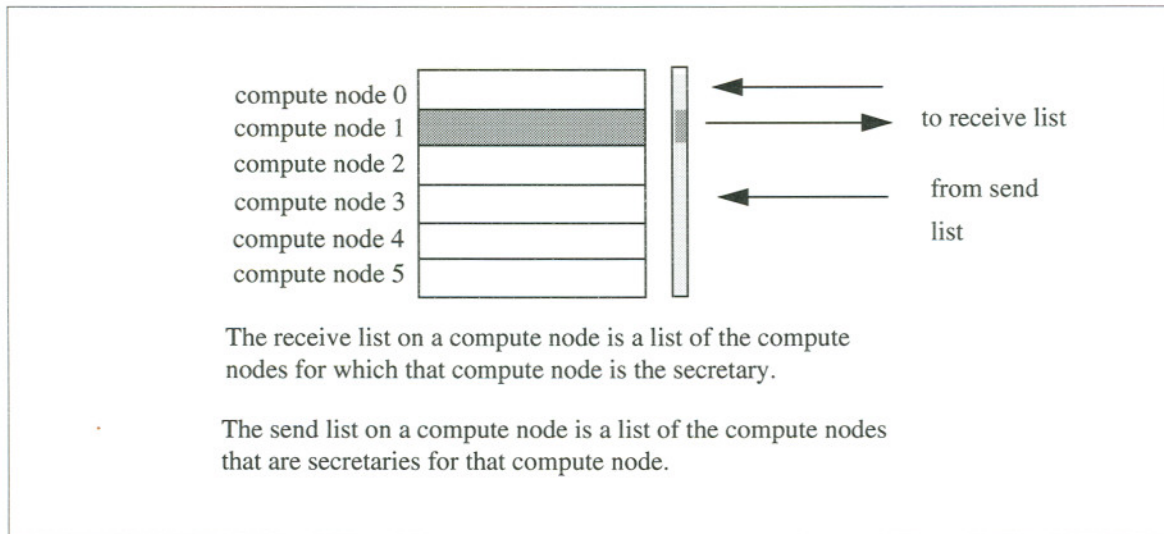 compute node 0
compute node 1
compute node 2
compute node 3
compute node 4
compute node 5
to receive list
from send
list
The receive list on a compute node is a list of the compute
nodes for which that compute node is the secretary.
The send list on a compute node is a list of the compute nodes
that are secretaries for that compute node.